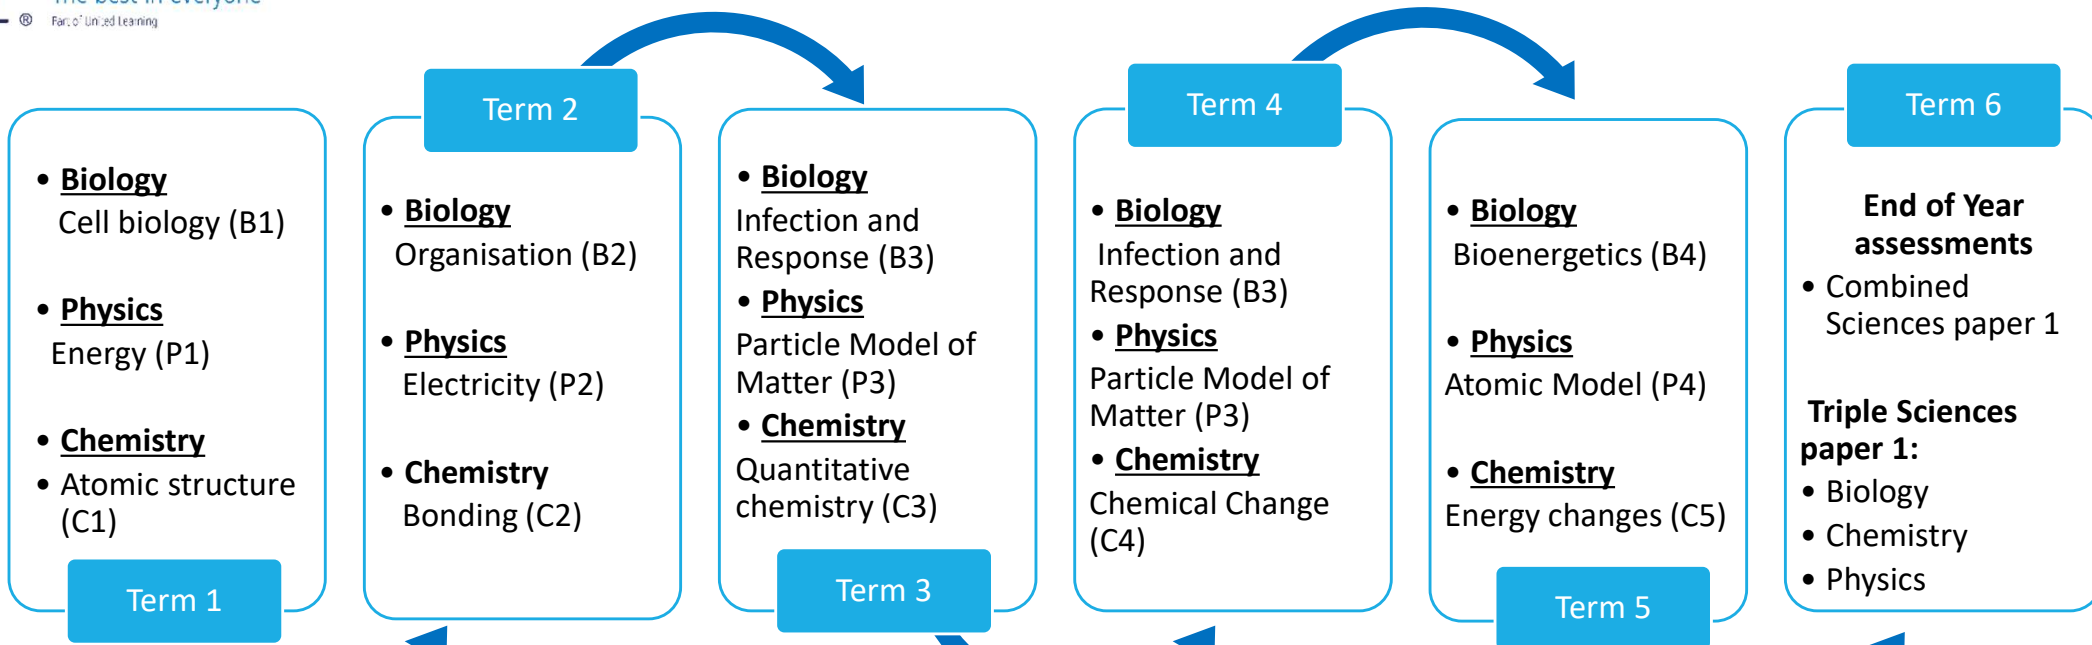 The best in everyone
® Part of United Learning
Term 1
• Biology
Cell biology (B1)
• Physics
Energy (P1)
• Chemistry
• Atomic structure
(C1)
Term 2
• Biology
Organisation (B2)
• Physics
Electricity (P2)
• Chemistry
Bonding (C2)
Term 3
• Biology
Infection and
Response (B3)
• Physics
Particle Model of
Matter (P3)
• Chemistry
Quantitative
chemistry (C3)
Term 4
• Biology
Infection and
Response (B3)
• Physics
Particle Model of
Matter (P3)
• Chemistry
Chemical Change
(C4)
Term 5
• Biology
Bioenergetics (B4)
• Physics
Atomic Model (P4)
• Chemistry
Energy changes (C5)
Term 6
End of Year
assessments
• Combined
Sciences paper 1
Triple Sciences
paper 1:
• Biology
• Chemistry
• Physics